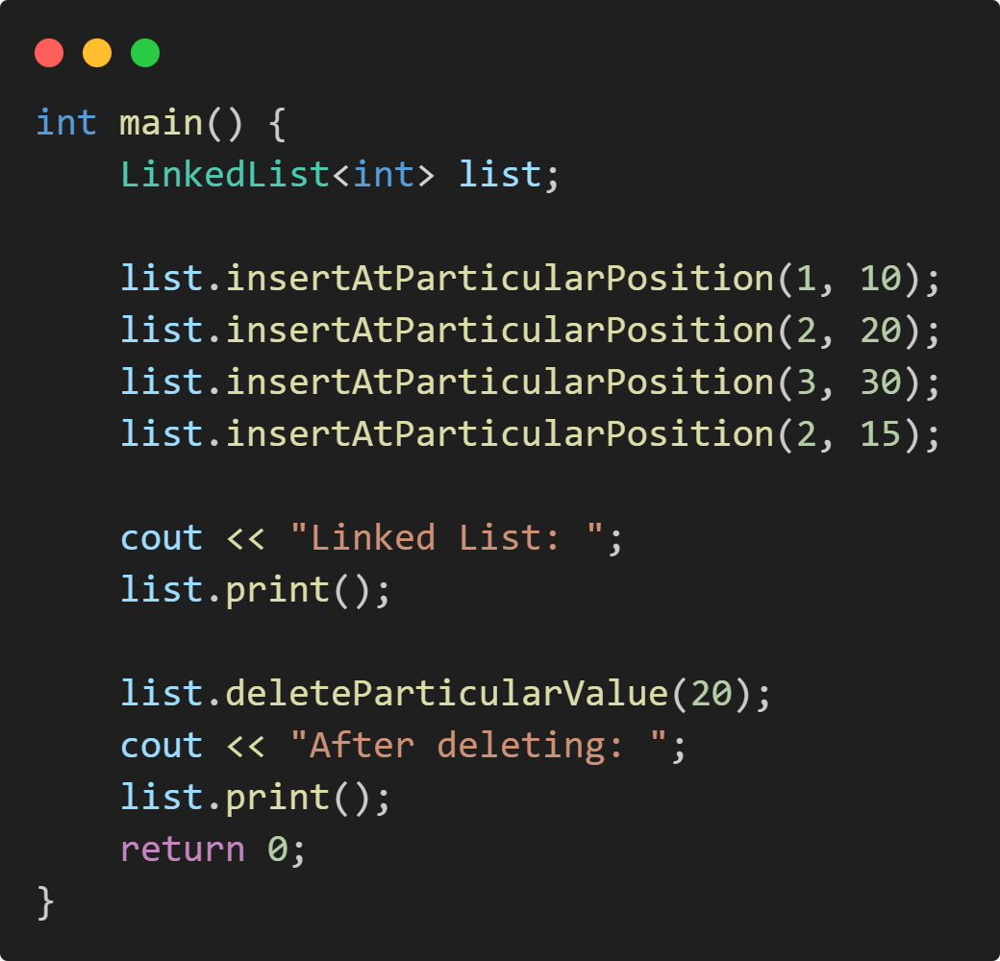 int main() {
    LinkedList<int> list;

    list.insertAtParticularPosition(1, 10);
    list.insertAtParticularPosition(2, 20);
    list.insertAtParticularPosition(3, 30);
    list.insertAtParticularPosition(2, 15);

    cout << "Linked List: ";
    list.print();

    list.deleteParticularValue(20);
    cout << "After deleting: ";
    list.print();
    return 0;
}